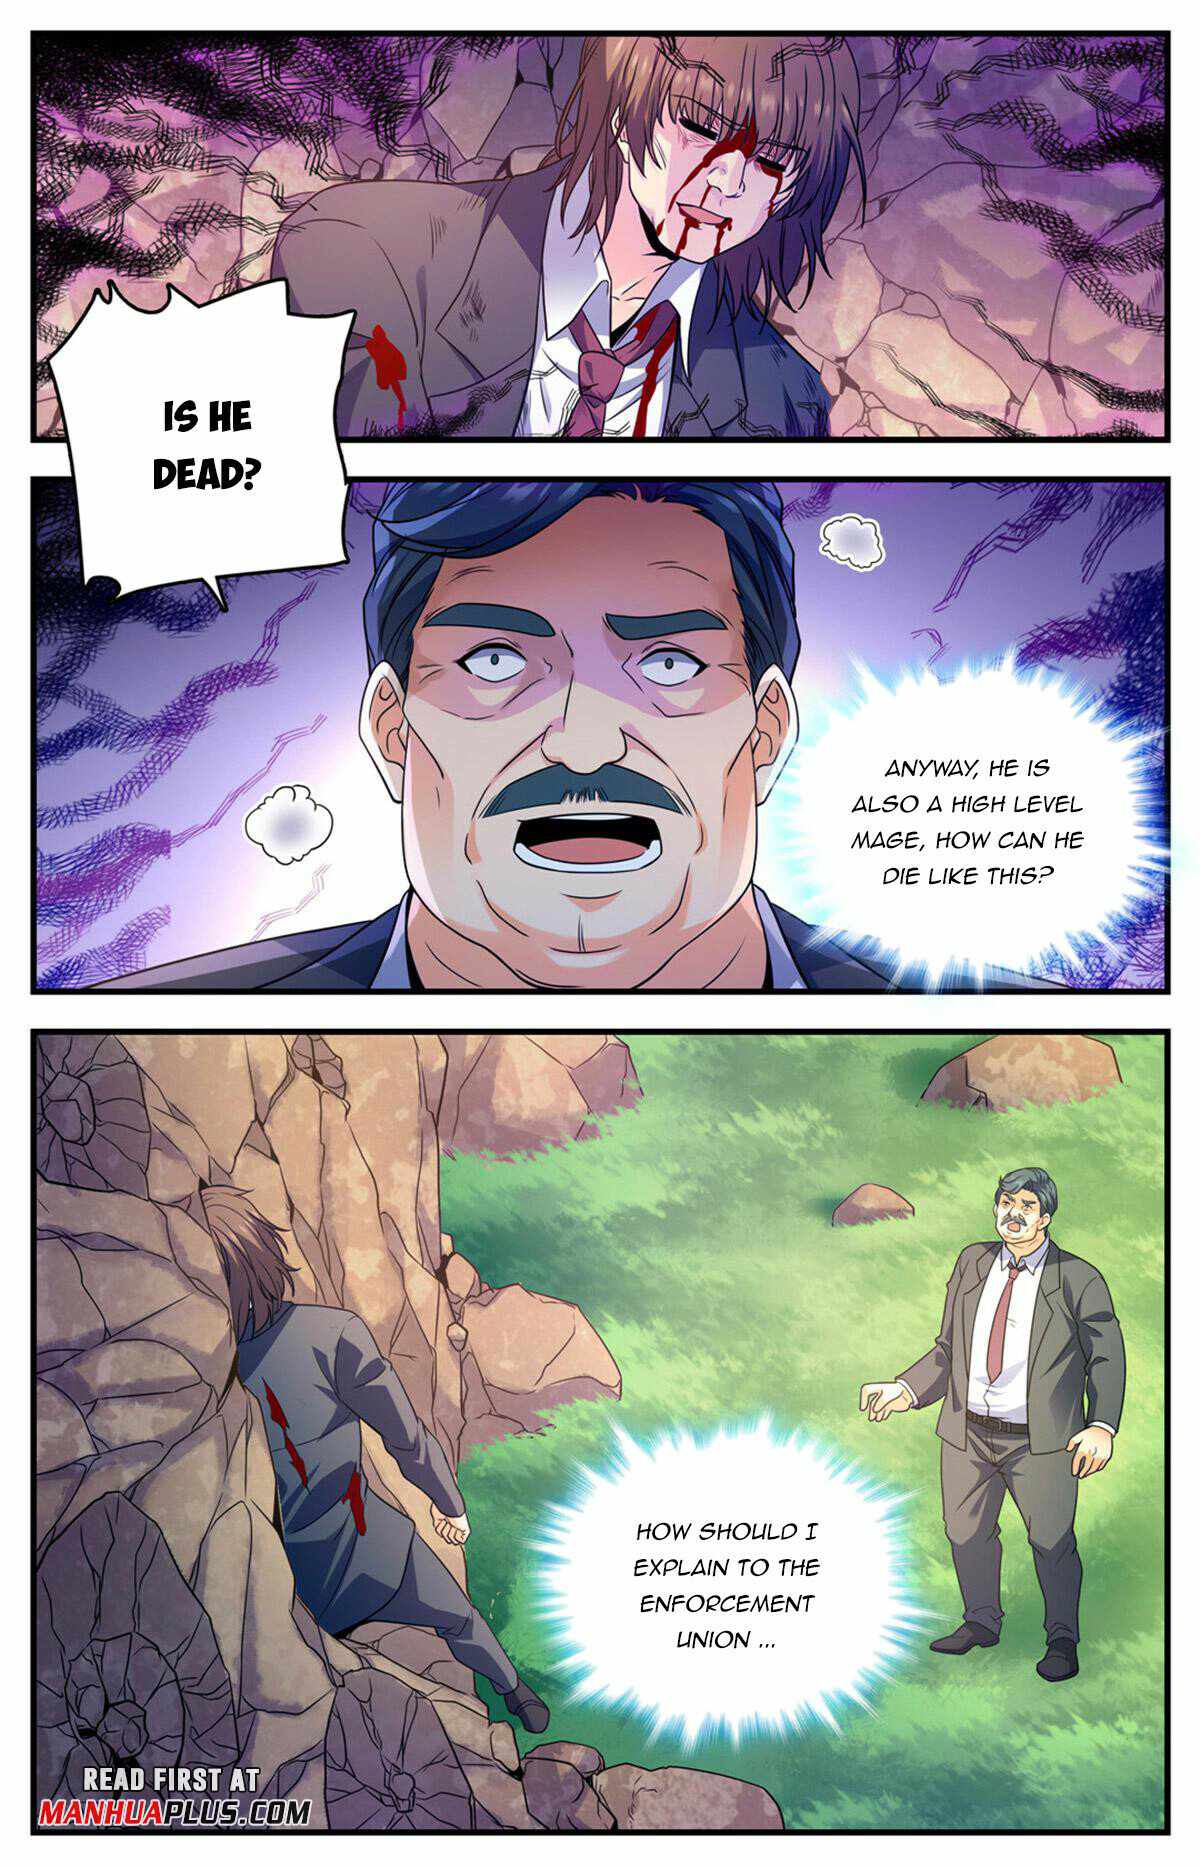 IS HE
DEAD?
ANYWAY, HE IS
ALSO A HIGH LEVEL
MAGE, HOW CAN HE
DIE LIKE THIS?
HOW SHOULD I
EXPLAIN TO THE
ENFORCEMENT
UNION ...
READ FIRST AT
MANHUAPLUS.COM